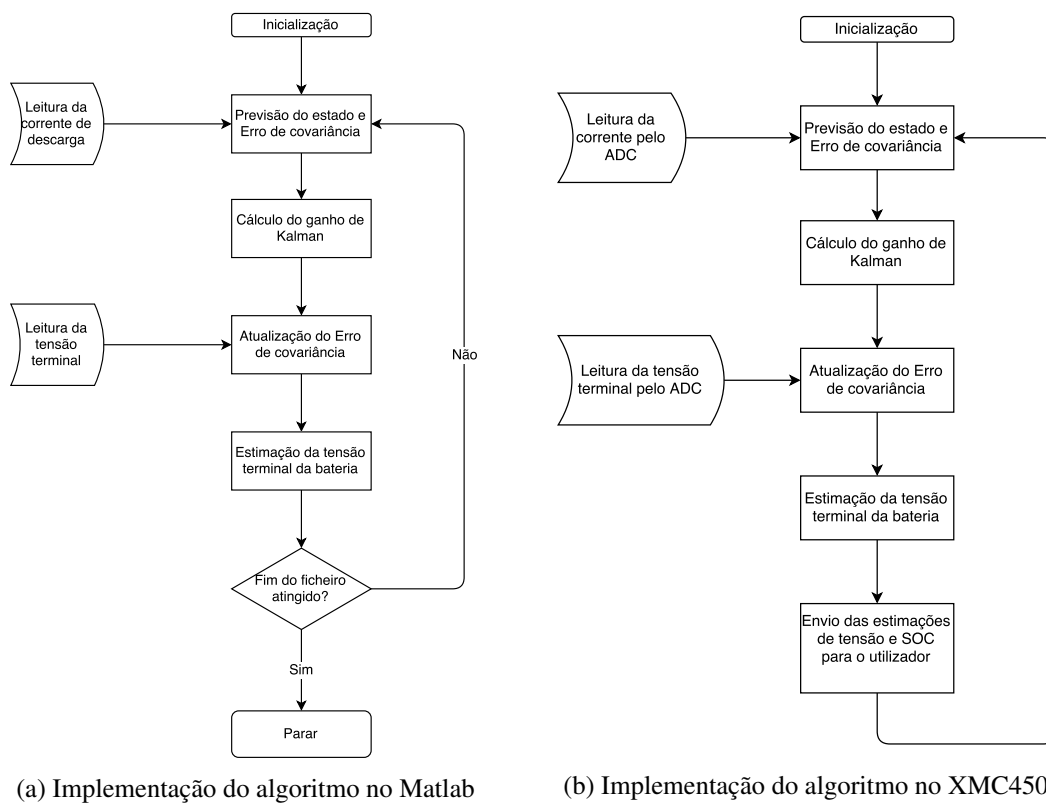 Inicialização
Leitura da
corrente de
descarga
Previsão do estado e
Erro de covariância
Cálculo do ganho de
Kalman
Leitura da
tensão
terminal
Atualização do Erro
de covariância
Não
Estimação da tensão
terminal da bateria
Fim do ficheiro
atingido?
Sim
Parar
(a) Implementação do algoritmo no Matlab
Inicialização
Leitura da
corrente pelo
ADC
Previsão do estado e
Erro de covariância
Cálculo do ganho de
Kalman
Leitura da tensão
terminal pelo ADC
Atualização do Erro
de covariância
Estimação da tensão
terminal da bateria
Envio das estimações
de tensão e SOC
para o utilizador
(b) Implementação do algoritmo no XMC450